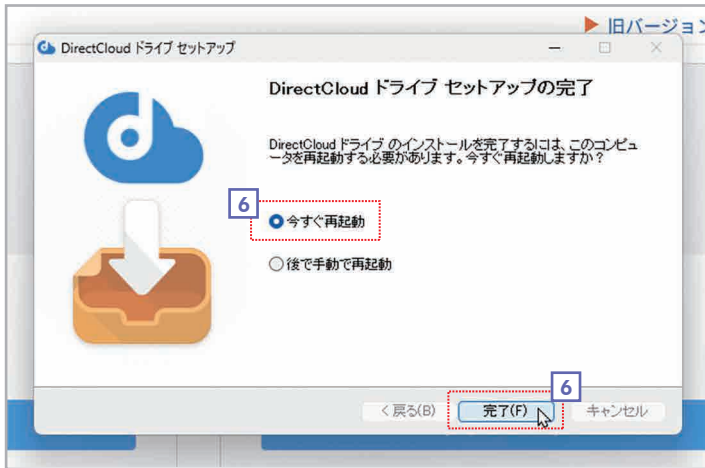 ▶ 旧バージョン
DirectCloud ドライブ セットアップ
DirectCloud ドライブ セットアップの完了
DirectCloud ドライブ のインストールを完了するには、このコンピュ
ータを再起動する必要があります。今すぐ再起動しますか？
6
今すぐ再起動
後で手動で再起動
6
< 戻る(B)
完了(F)
キャンセル